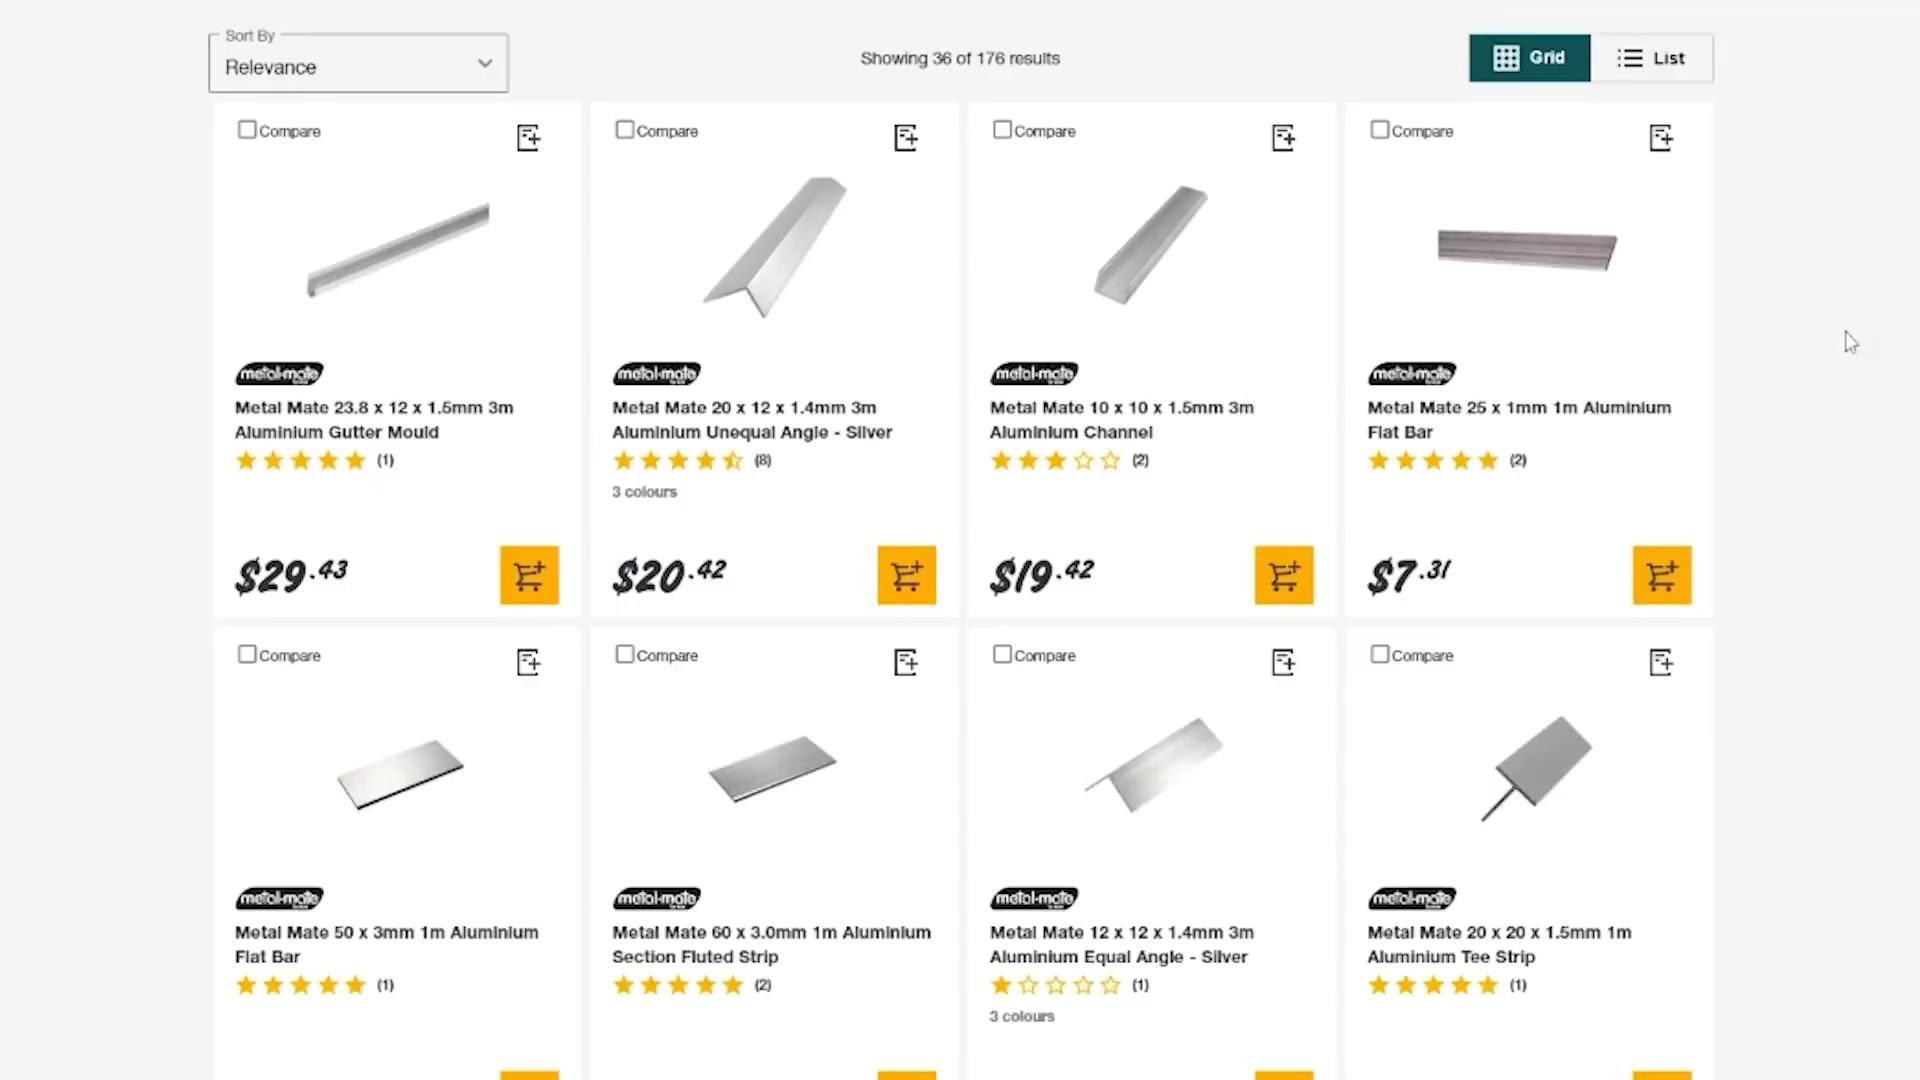 Sort By
Relevance
Showing 36 of 176 results
Grid
List
Compare
Compare
Compare
Compare
metal-mate
metal-mate
metal-mate
metal-mate
Metal Mate 23.8 x 12 x 1.5mm 3m
Aluminium Gutter Mould
(1)
Metal Mate 20 x 12 x 1.4mm 3m
Aluminium Unequal Angle - Silver
(8)
3 colours
Metal Mate 10 x 10 x 1.5mm 3m
Aluminium Channel
(2)
Metal Mate 25 x 1mm 1m Aluminium
Flat Bar
(2)
$29.43
$20.42
$19.42
$7.31
Compare
Compare
Compare
Compare
metal-mate
metal-mate
metal-mate
metal-mate
Metal Mate 50 x 3mm 1m Aluminium
Flat Bar
(1)
Metal Mate 60 x 3.0mm 1m Aluminium
Section Fluted Strip
(2)
Metal Mate 12 x 12 x 1.4mm 3m
Aluminium Equal Angle - Silver
(1)
3 colours
Metal Mate 20 x 20 x 1.5mm 1m
Aluminium Tee Strip
(1)